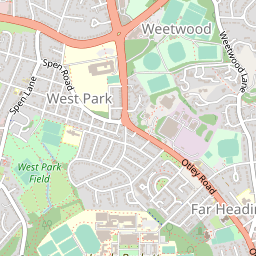 Weetwood
Weetwood Lane
Spen Road
Spen Lane
West Park
West Park
Field
Otley Road
Far Headin